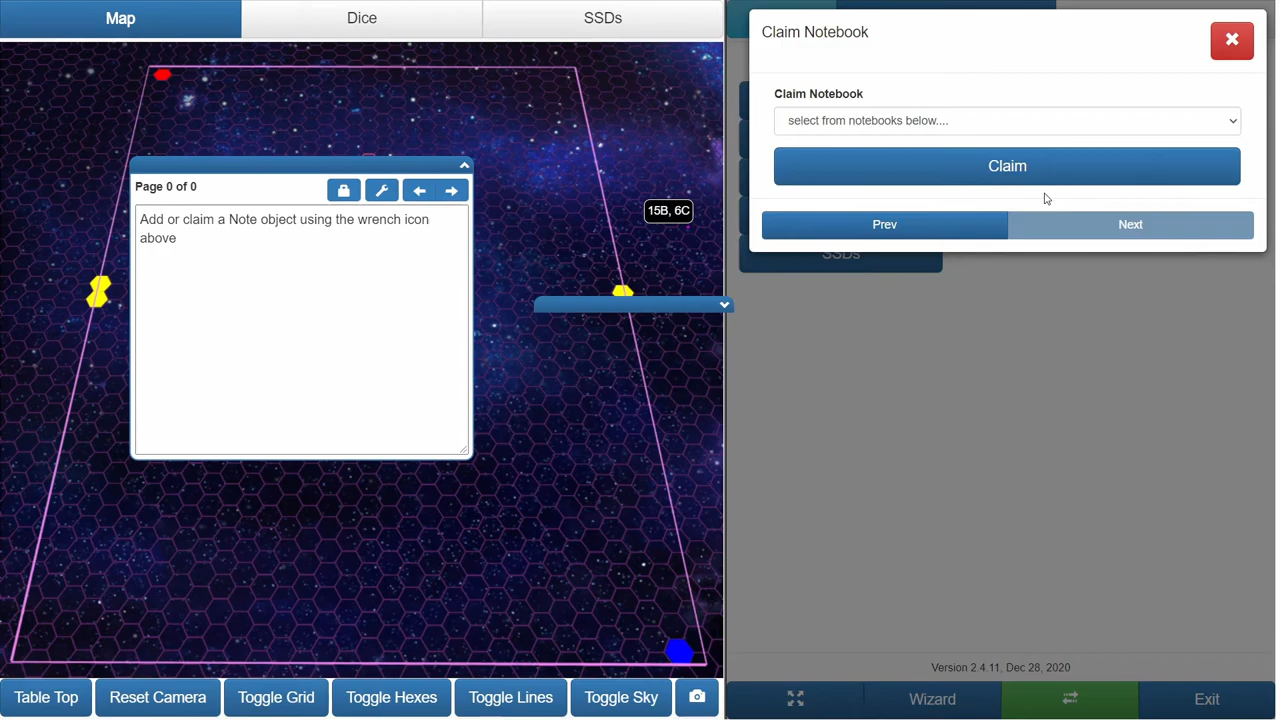 Map
Dice
SSDs
Claim Notebook
Claim Notebook
select from notebooks below....
Claim
Prev
Next
SSDs
Page 0 of 0
Add or claim a Note object using the wrench icon
above
15B, 6C
Version 2.4.11, Dec 28, 2020
Table Top
Reset Camera
Toggle Grid
Toggle Hexes
Toggle Lines
Toggle Sky
Wizard
Exit